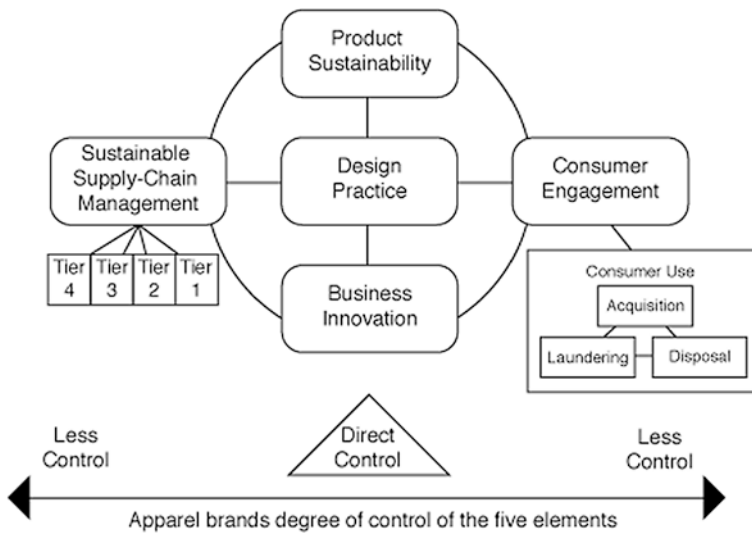 Product
Sustainability
Sustainable
Supply-Chain
Management
Design
Practice
Consumer
Engagement
Tier
4
Tier
3
Tier
2
Tier
1
Business
Innovation
Consumer Use
Acquisition
Laundering
Disposal
Less
Control
Direct
Control
Less
Control
Apparel brands degree of control of the five elements